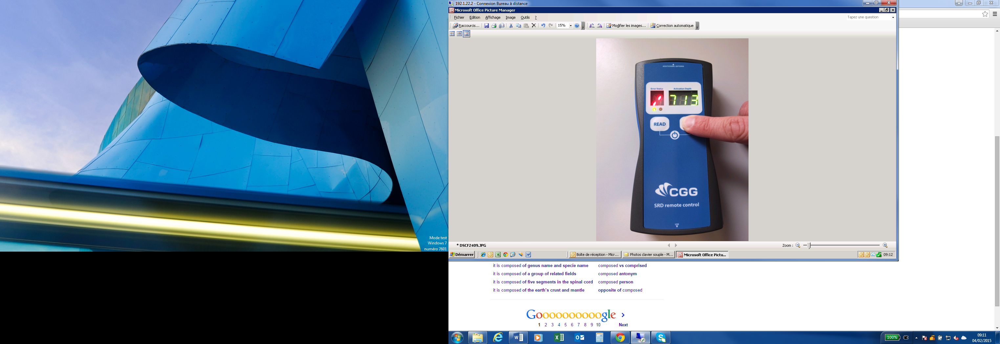 192.1.22.2 - Connexion Bureau à distance
Microsoft Office Picture Manager
Fichier Edition Affichage Image Outils ?
Tapez une question
Raccourcis... 15% Modifier les images... Correction automatique
ADDITIONNAL ANTENNA
Error Status Activation Depth
713
READ
CGG
SRD remote control
USB
Mode test
Windows 7
numéro 7601
* DSCF2409.JPG
Zoom :
Démarrer Boîte de réception - Micr... Photos clavier souple - M... Microsoft Office Pictu... 09:12
it is composed of genus name and specie name composed vs comprised
it is composed of a group of related fields composed antonym
it is composed of five segments in the spinal cord composed person
it is composed of the earth's crust and mantle opposite of composed
Goooooooooogle >
1 2 3 4 5 6 7 8 9 10 Next
100% 09:11
04/02/2015